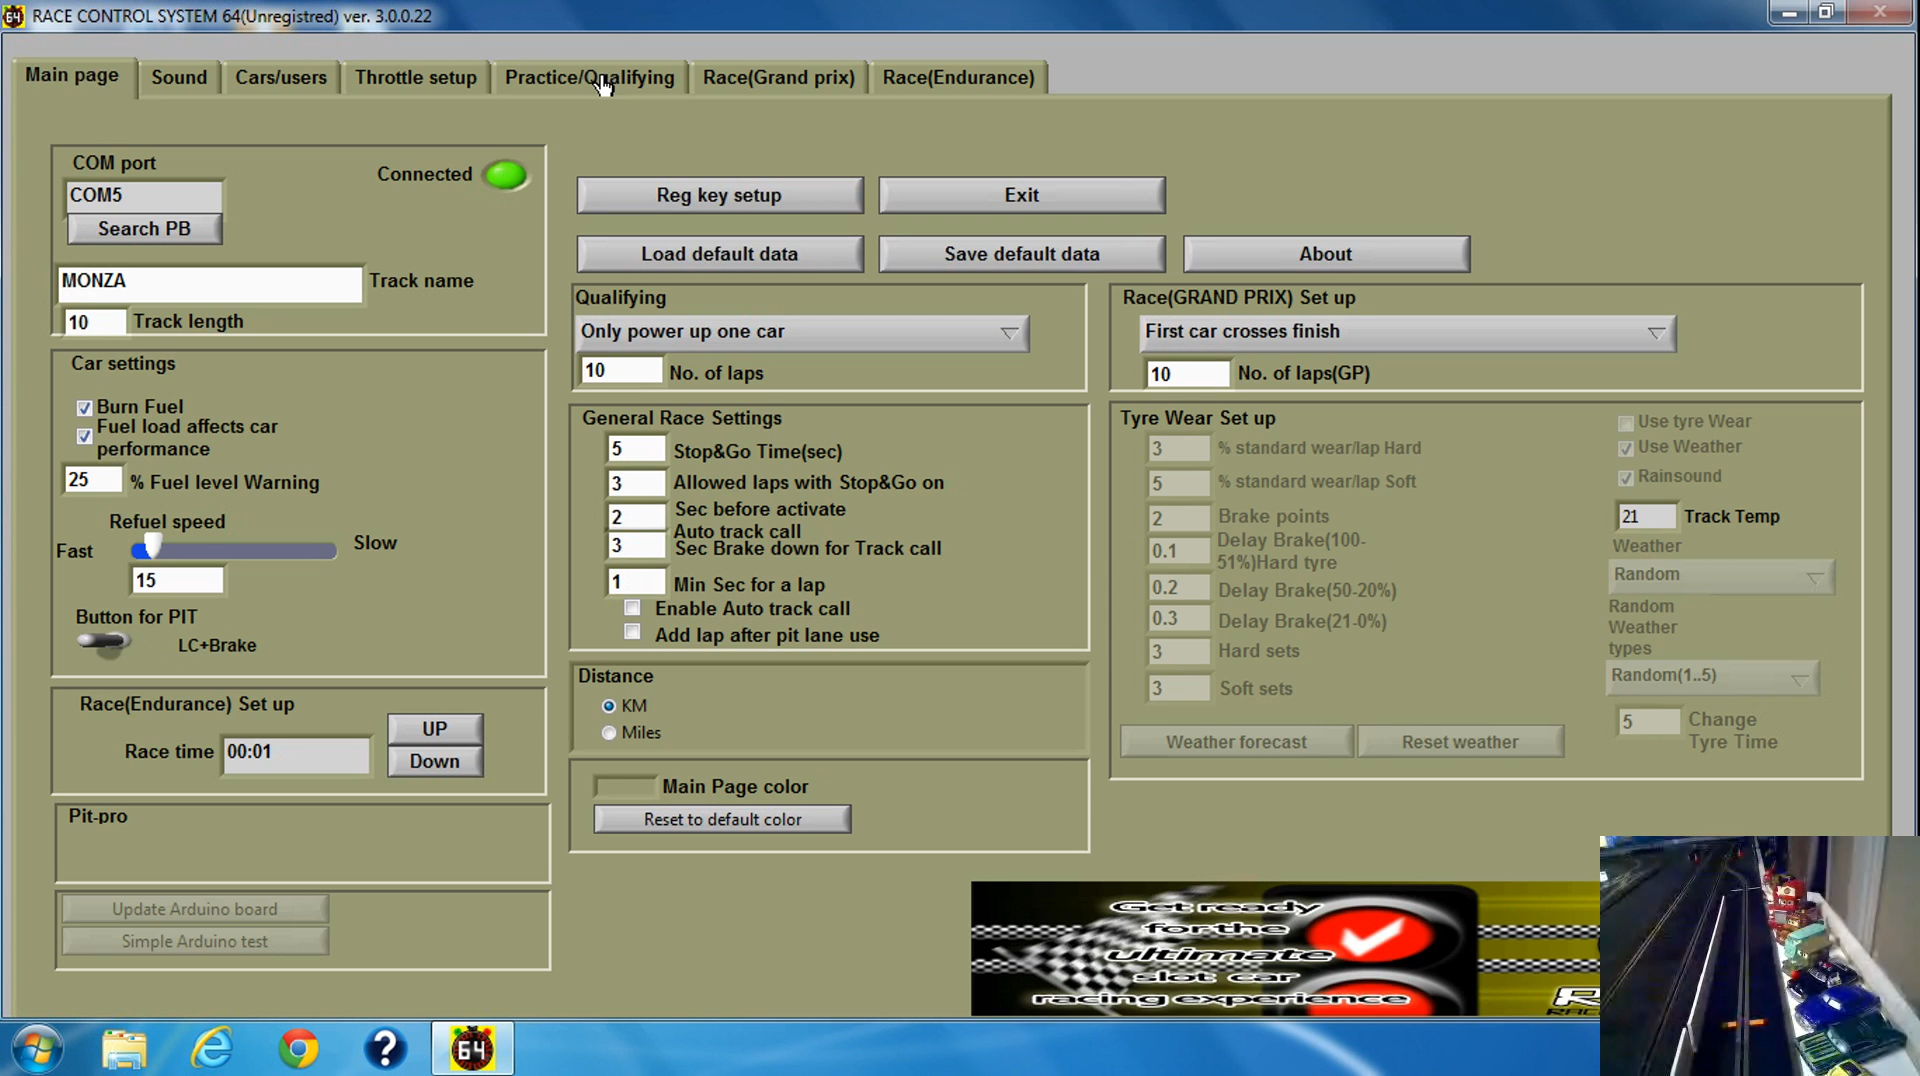 RACE CONTROL SYSTEM 64(Unregistred) ver. 3.0.0.22
Main page
Sound
Cars/users
Throttle setup
Practice/Qualifying
Race(Grand prix)
Race(Endurance)
COM port
Connected
COM5
Search PB
MONZA
Track name
10
Track length
Reg key setup
Exit
Load default data
Save default data
About
Car settings
Burn Fuel
Fuel load affects car
performance
25
% Fuel level Warning
Refuel speed
Fast
Slow
15
Button for PIT
LC+Brake
Race(Endurance) Set up
Race time
00:01
UP
Down
Pit-pro
Update Arduino board
Simple Arduino test
Qualifying
Only power up one car
10
No. of laps
General Race Settings
5
Stop&Go Time(sec)
3
Allowed laps with Stop&Go on
2
Sec before activate
Auto track call
3
Sec Brake down for Track call
1
Min Sec for a lap
Enable Auto track call
Add lap after pit lane use
Distance
KM
Miles
Main Page color
Reset to default color
Race(GRAND PRIX) Set up
First car crosses finish
10
No. of laps(GP)
Tyre Wear Set up
3
% standard wear/lap Hard
5
% standard wear/lap Soft
2
Brake points
0.1
Delay Brake(100-
51%)Hard tyre
0.2
Delay Brake(50-20%)
0.3
Delay Brake(21-0%)
3
Hard sets
3
Soft sets
Weather forecast
Reset weather
Use tyre Wear
Use Weather
Rainsound
21
Track Temp
Weather
Random
Random
Weather
types
Random(1..5)
5
Change
Tyre Time
Get ready
for the
ultimate
slot car
racing experience
64